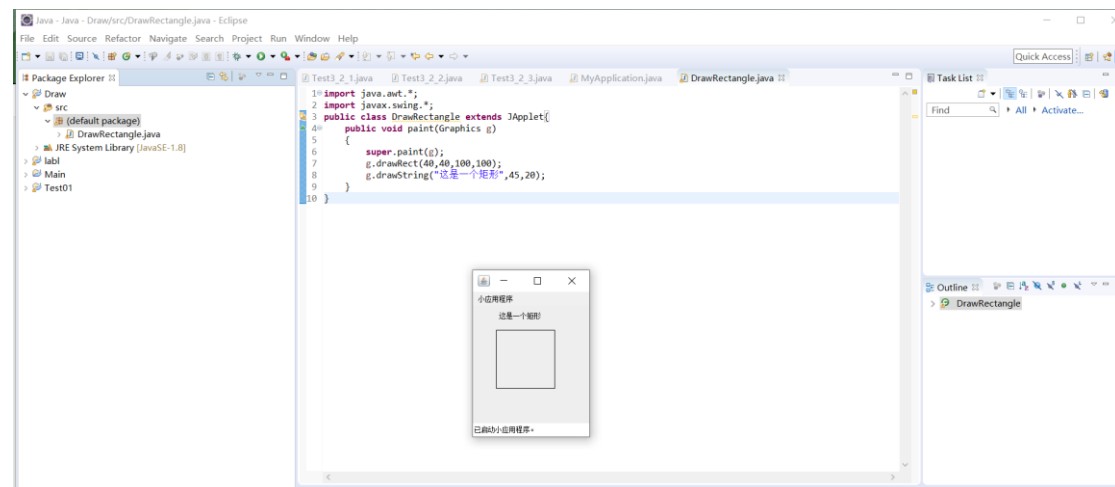 Java - Java - Draw/src/DrawRectangle.java - Eclipse
File Edit Source Refactor Navigate Search Project Run Window Help
Quick Access
Package Explorer
Draw
src
(default package)
DrawRectangle.java
JRE System Library [JavaSE-1.8]
labl
Main
Test01
Test3_2_1.java Test3_2_2.java Test3_2_3.java MyApplication.java DrawRectangle.java
1 import java.awt.*;
2 import javax.swing.*;
3 public class DrawRectangle extends JApplet{
4 public void paint(Graphics g)
5 {
6 super.paint(g);
7 g.drawRect(40,40,100,100);
8 g.drawString("这是一个矩形",45,20);
9 }
10 }
小应用程序
这是一个矩形
已启动小应用程序。
Task List
Find All Activate...
Outline
DrawRectangle